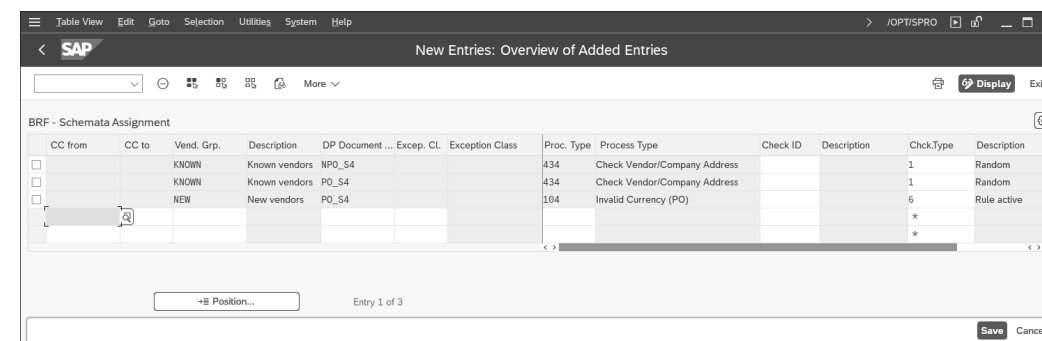 Table View Edit Goto Selection Utilities System Help > /OPT/SPRO
< SAP New Entries: Overview of Added Entries
More Display Exi
BRF - Schemata Assignment
CC from CC to Vend. Grp. Description DP Document ... Excep. Cl. Exception Class Proc. Type Process Type Check ID Description Chck.Type Description
KNOWN Known vendors NPO_S4 434 Check Vendor/Company Address 1 Random
KNOWN Known vendors PO_S4 434 Check Vendor/Company Address 1 Random
NEW New vendors PO_S4 104 Invalid Currency (PO) 6 Rule active
*
*
Position... Entry 1 of 3
Save Cance